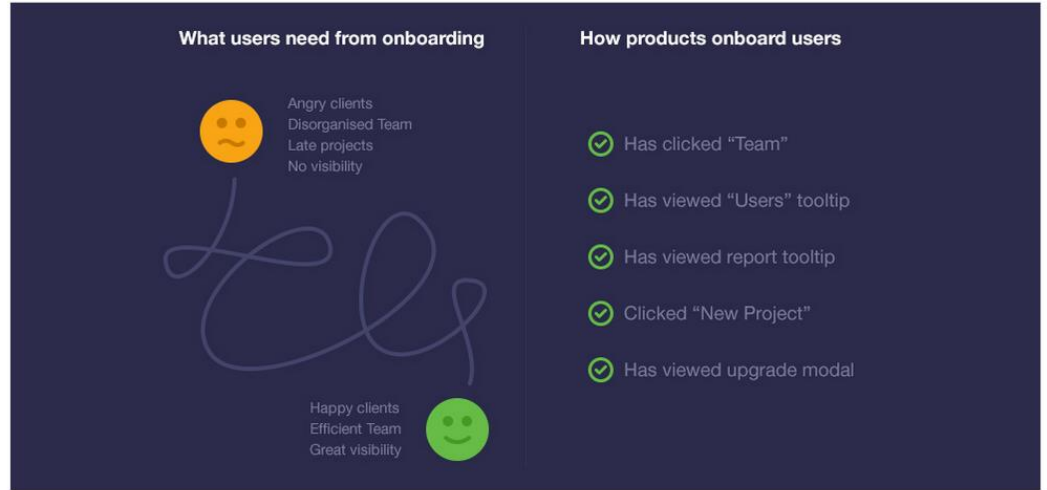 What users need from onboarding
Angry clients
Disorganised Team
Late projects
No visibility
Happy clients
Efficient Team
Great visibility
How products onboard users
Has clicked “Team”
Has viewed “Users” tooltip
Has viewed report tooltip
Clicked “New Project”
Has viewed upgrade modal